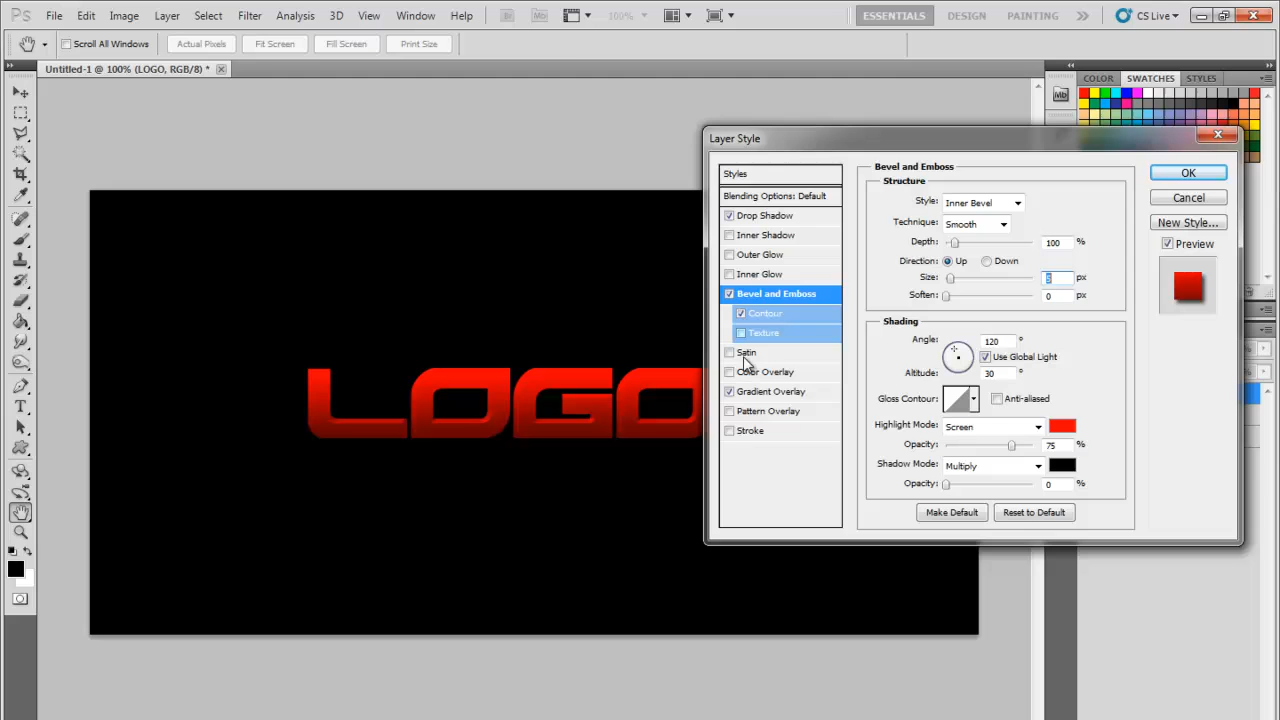 Ps File Edit Image Layer Select Filter Analysis 3D View Window Help Br Mb 100% ESSENTIALS DESIGN PAINTING CS Live
Scroll All Windows Actual Pixels Fit Screen Fill Screen Print Size
Untitled-1 @ 100% (LOGO, RGB/8) *
COLOR SWATCHES STYLES
Mb
LOGO
Layer Style
Styles
Blending Options: Default
Drop Shadow
Inner Shadow
Outer Glow
Inner Glow
Bevel and Emboss
Contour
Texture
Satin
Color Overlay
Gradient Overlay
Pattern Overlay
Stroke
Bevel and Emboss
Structure
Style: Inner Bevel
Technique: Smooth
Depth: 100 %
Direction: Up Down
Size: 5 px
Soften: 0 px
Shading
Angle: 120 °
Use Global Light
Altitude: 30 °
Gloss Contour: Anti-aliased
Highlight Mode: Screen
Opacity: 75 %
Shadow Mode: Multiply
Opacity: 0 %
Make Default Reset to Default
OK
Cancel
New Style...
Preview